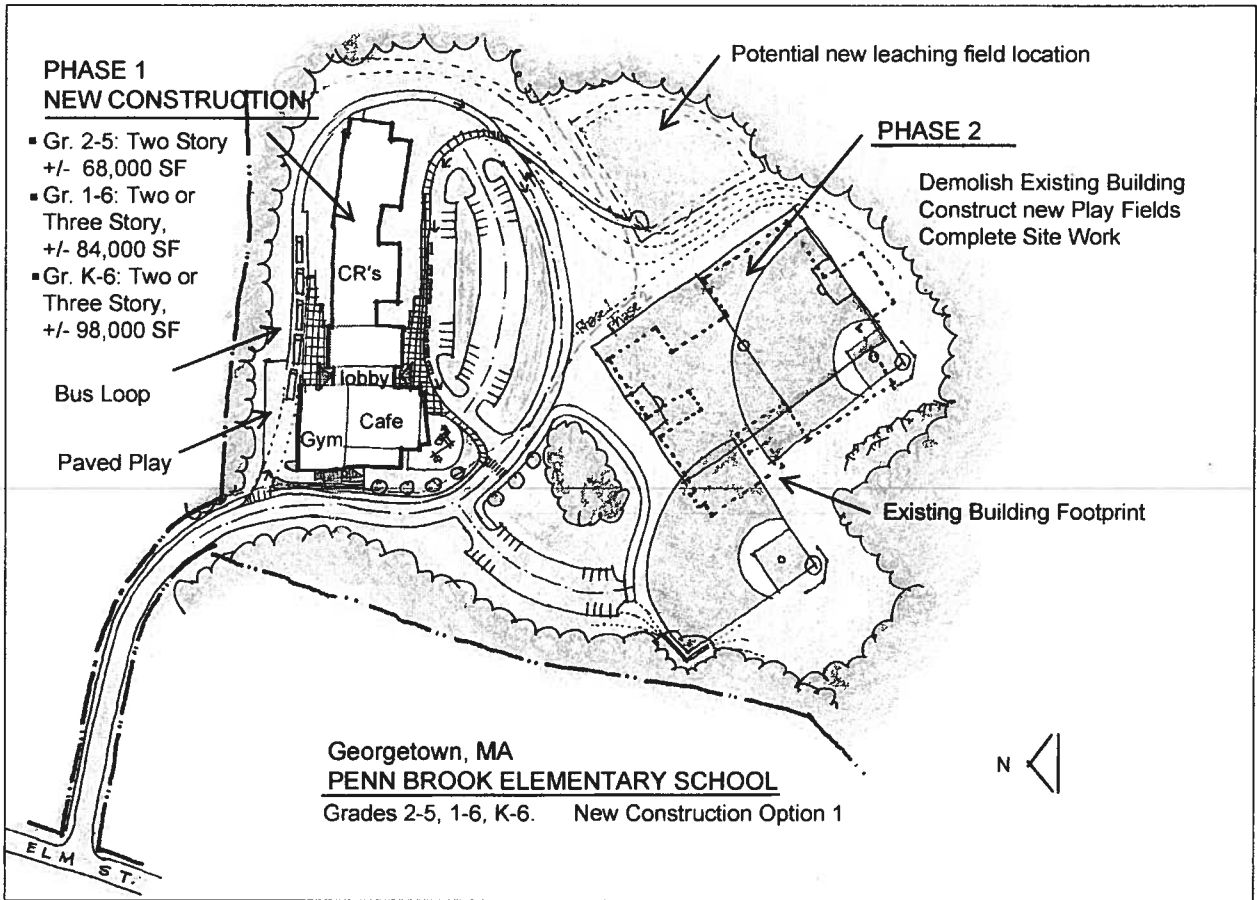 PHASE 1
NEW CONSTRUCTION
▪ Gr. 2-5: Two Story
+/- 68,000 SF
▪ Gr. 1-6: Two or
Three Story,
+/- 84,000 SF
▪ Gr. K-6: Two or
Three Story,
+/- 98,000 SF
Bus Loop
Paved Play
CR's
lobby
Gym
Cafe
Potential new leaching field location
PHASE 2
Demolish Existing Building
Construct new Play Fields
Complete Site Work
Phase 1
Phase
Existing Building Footprint
Georgetown, MA
PENN BROOK ELEMENTARY SCHOOL
Grades 2-5, 1-6, K-6. New Construction Option 1
N
ELM ST.